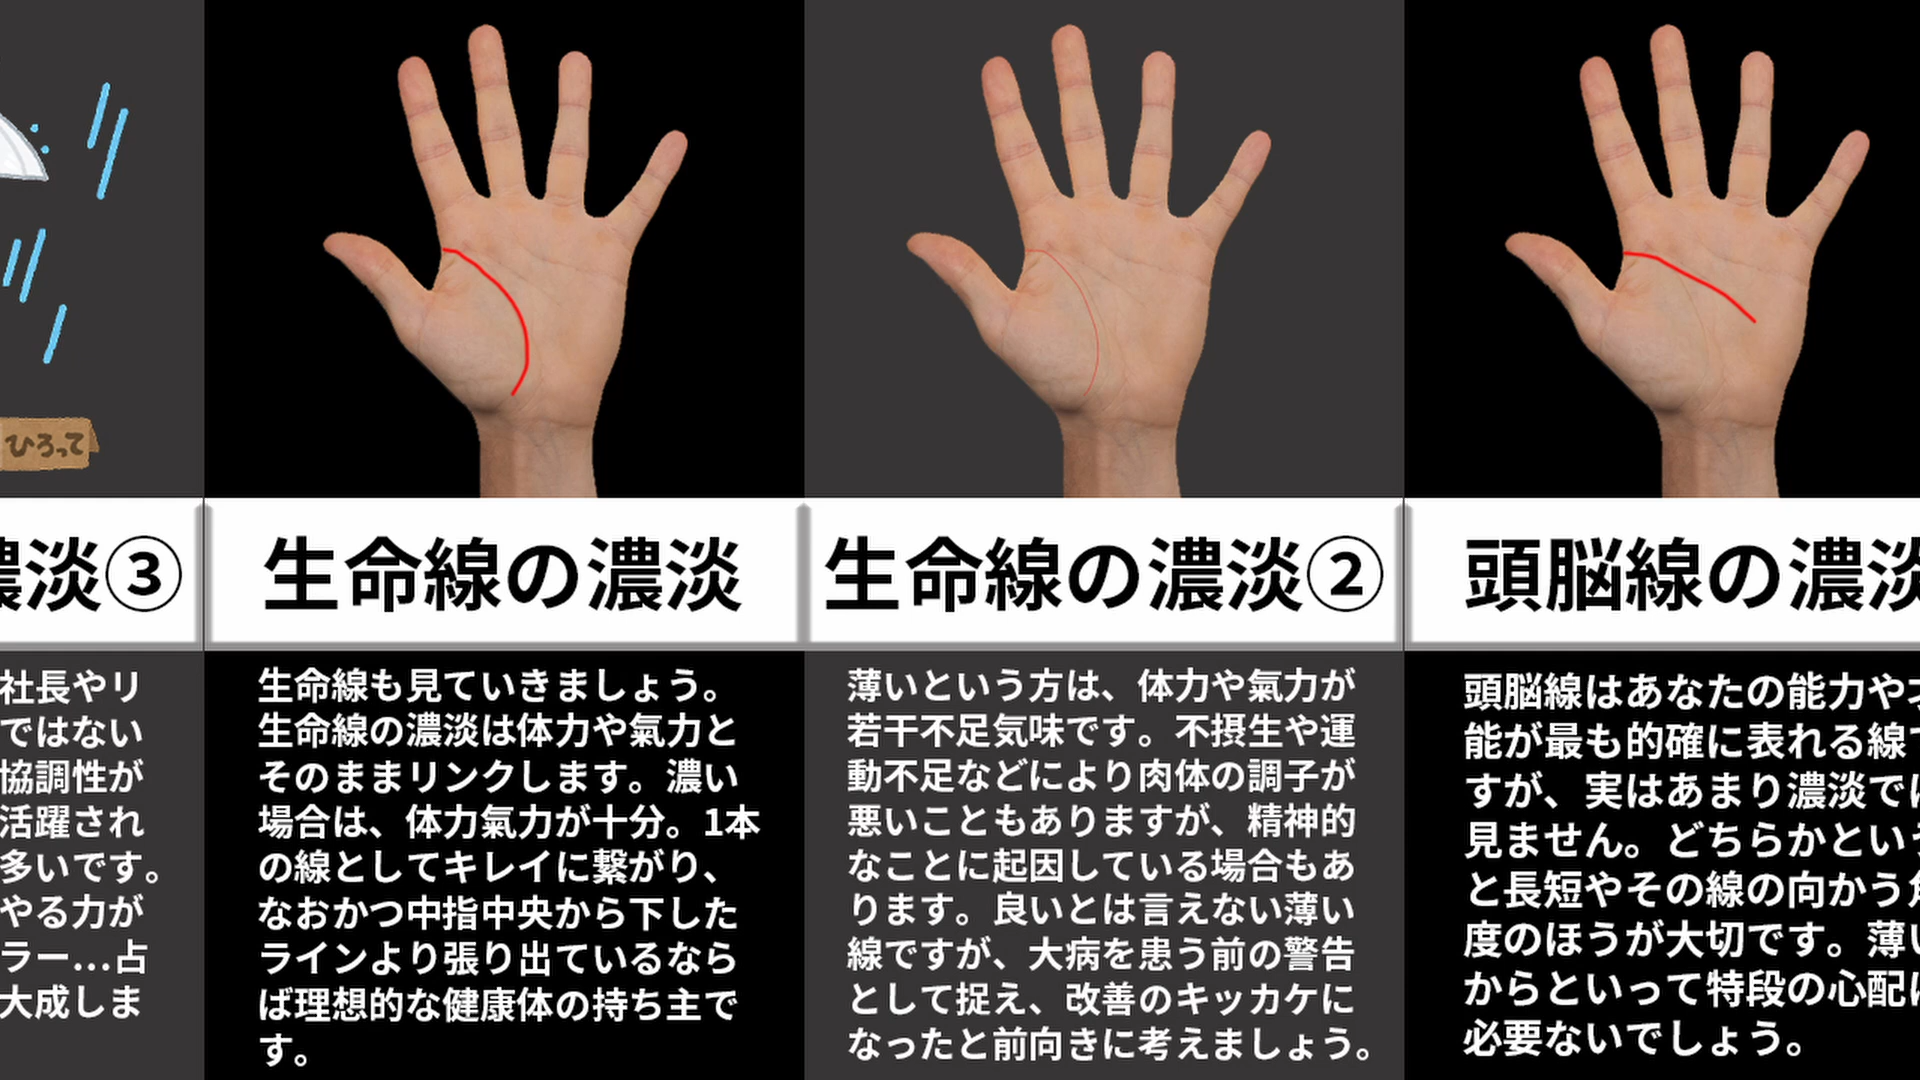 ひろって
濃淡③
社長やリ
ではない
協調性が
活躍され
多いです。
やる力が
ラー…占
大成しま
生命線の濃淡
生命線も見ていきましょう。
生命線の濃淡は体力や氣力と
そのままリンクします。濃い
場合は、体力氣力が十分。1本
の線としてキレイに繋がり、
なおかつ中指中央から下した
ラインより張り出ているなら
ば理想的な健康体の持ち主で
す。
生命線の濃淡②
薄いという方は、体力や氣力が
若干不足気味です。不摂生や運
動不足などにより肉体の調子が
悪いこともありますが、精神的
なことに起因している場合もあ
ります。良いとは言えない薄い
線ですが、大病を患う前の警告
として捉え、改善のキッカケに
なったと前向きに考えましょう。
頭脳線の濃淡
頭脳線はあなたの能力や才
能が最も的確に表れる線で
すが、実はあまり濃淡では
見ません。どちらかという
と長短やその線の向かう角
度のほうが大切です。薄い
からといって特段の心配は
必要ないでしょう。